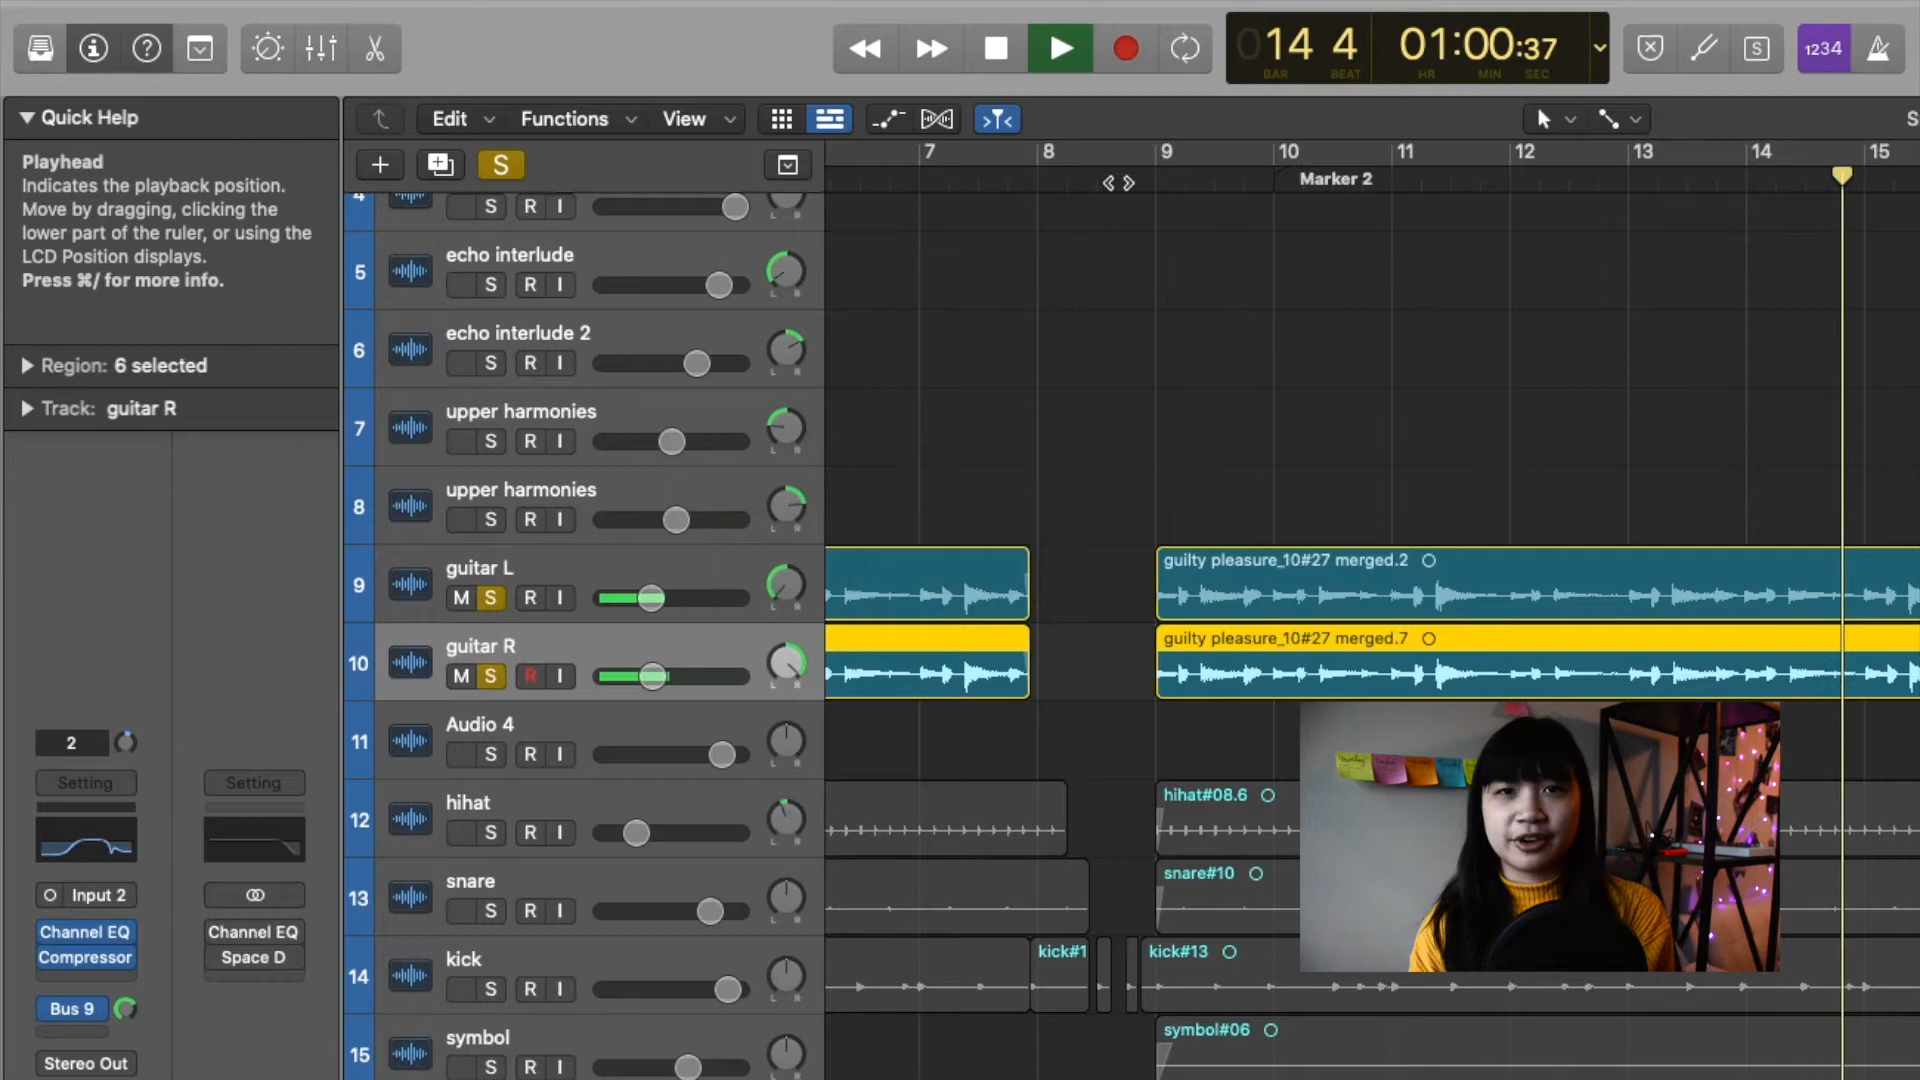 014 4 01:00:37
BAR BEAT HR MIN SEC
S
1234
Quick Help
Playhead
Indicates the playback position.
Move by dragging, clicking the
lower part of the ruler, or using the
LCD Position displays.
Press ⌘/ for more info.
Region: 6 selected
Track: guitar R
2
Setting
Setting
Input 2
Channel EQ
Compressor
Channel EQ
Space D
Bus 9
Stereo Out
Edit Functions View
S
S
7 8 9 10 11 12 13 14 15
Marker 2
4
S R I
L R
5 echo interlude
S R I
L R
6 echo interlude 2
S R I
L R
7 upper harmonies
S R I
L R
8 upper harmonies
S R I
L R
9 guitar L
M S R I
L R
guilty pleasure_10#27 merged.2
10 guitar R
M S R I
L R
guilty pleasure_10#27 merged.7
11 Audio 4
S R I
L R
12 hihat
S R I
L R
hihat#08.6
13 snare
S R I
L R
snare#10
14 kick
S R I
L R
kick#1
kick#13
15 symbol
S R I
L R
symbol#06